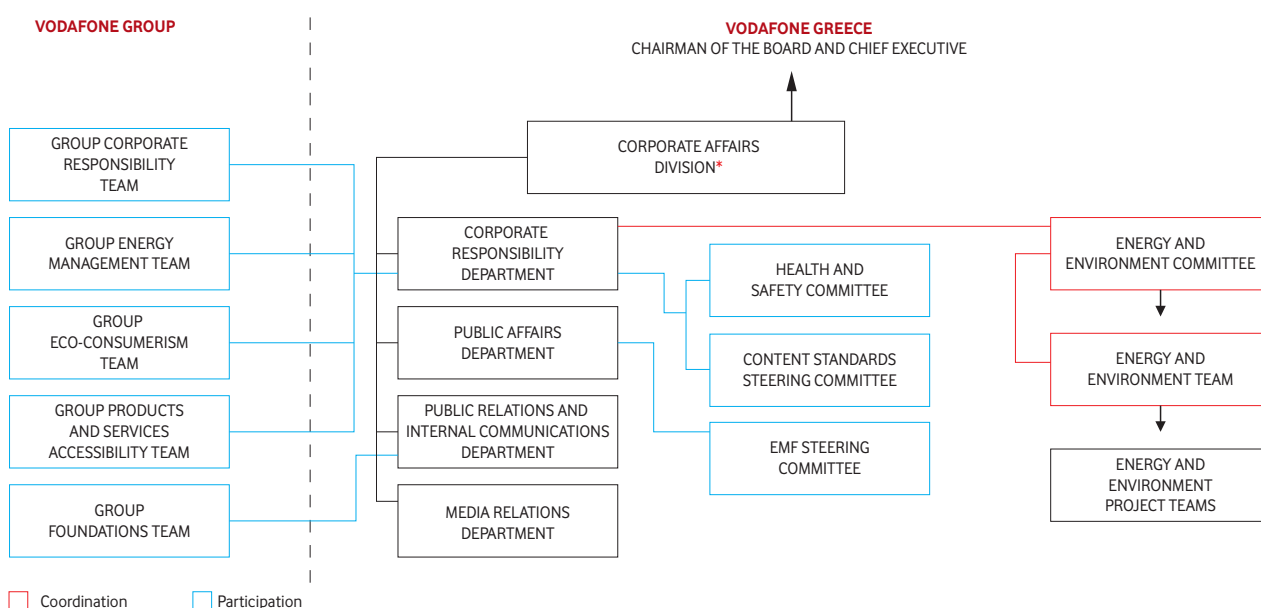 VODAFONE GROUP
VODAFONE GREECE
CHAIRMAN OF THE BOARD AND CHIEF EXECUTIVE
GROUP CORPORATE
RESPONSIBILITY
TEAM
GROUP ENERGY
MANAGEMENT TEAM
GROUP
ECO-CONSUMERISM
TEAM
GROUP PRODUCTS
AND SERVICES
ACCESSIBILITY TEAM
GROUP
FOUNDATIONS TEAM
CORPORATE AFFAIRS
DIVISION*
CORPORATE
RESPONSIBILITY
DEPARTMENT
PUBLIC AFFAIRS
DEPARTMENT
PUBLIC RELATIONS AND
INTERNAL COMMUNICATIONS
DEPARTMENT
MEDIA RELATIONS
DEPARTMENT
HEALTH AND
SAFETY COMMITTEE
CONTENT STANDARDS
STEERING COMMITTEE
EMF STEERING
COMMITTEE
ENERGY AND
ENVIRONMENT COMMITTEE
ENERGY AND
ENVIRONMENT TEAM
ENERGY AND
ENVIRONMENT
PROJECT TEAMS
Coordination
Participation